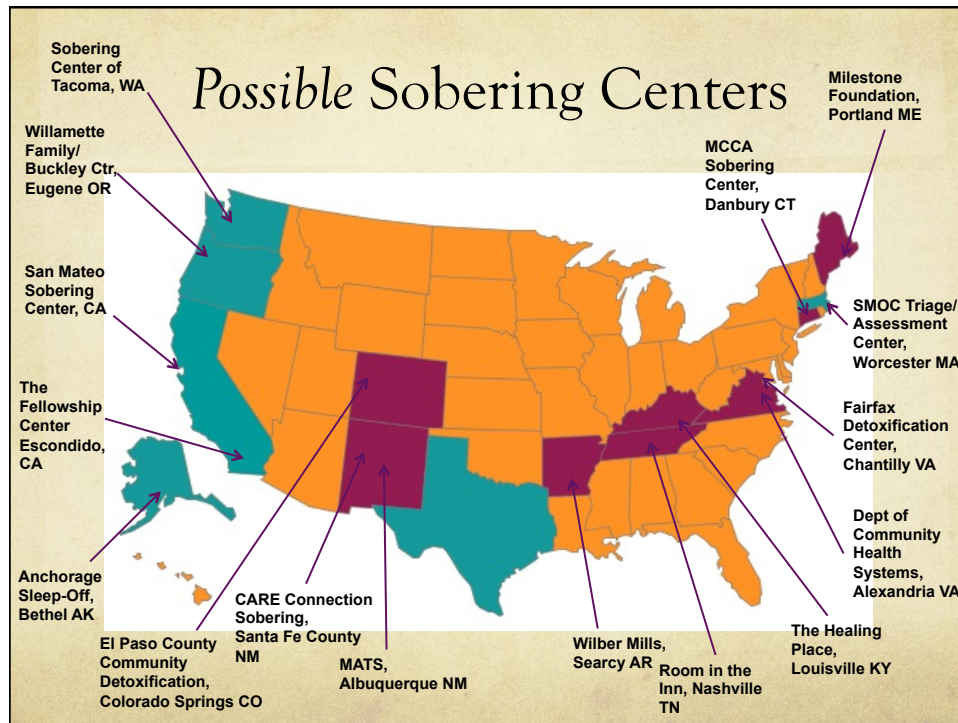 Possible Sobering Centers
Sobering
Center of
Tacoma, WA
Willamette
Family/
Buckley Ctr,
Eugene OR
San Mateo
Sobering
Center, CA
The
Fellowship
Center
Escondido,
CA
Anchorage
Sleep-Off,
Bethel AK
El Paso County
Community
Detoxification,
Colorado Springs CO
CARE Connection
Sobering,
Santa Fe County
NM
MATS,
Albuquerque NM
Wilber Mills,
Searcy AR
Room in the
Inn, Nashville
TN
The Healing
Place,
Louisville KY
Dept of
Community
Health
Systems,
Alexandria VA
Fairfax
Detoxification
Center,
Chantilly VA
SMOC Triage/
Assessment
Center,
Worcester MA
MCCA
Sobering
Center,
Danbury CT
Milestone
Foundation,
Portland ME